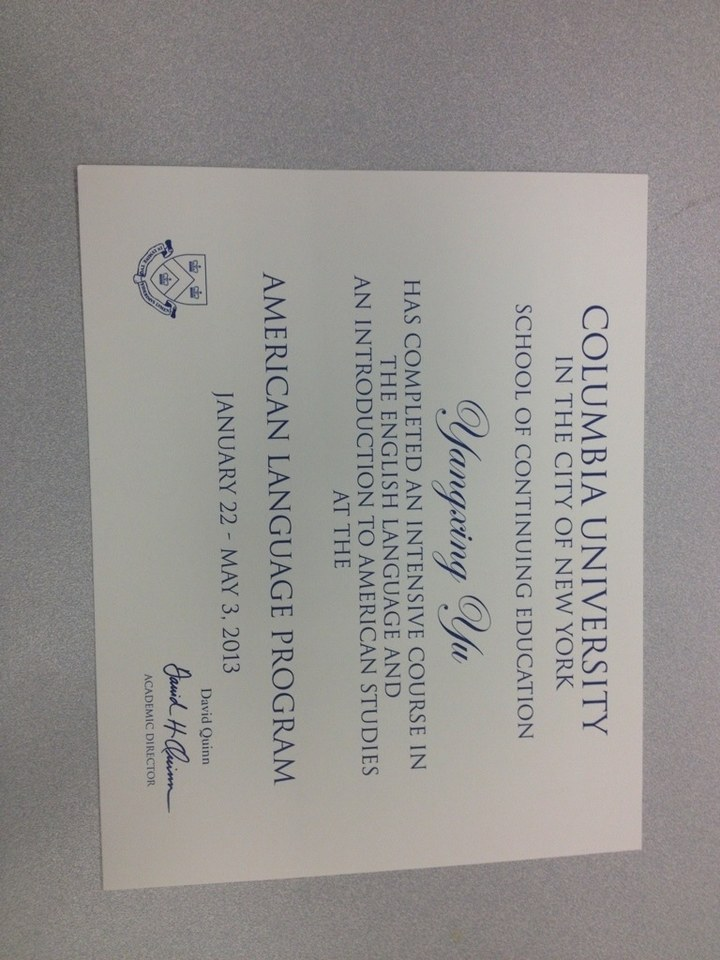 COLUMBIA UNIVERSITY
IN THE CITY OF NEW YORK
SCHOOL OF CONTINUING EDUCATION
Yangxing Yu
HAS COMPLETED AN INTENSIVE COURSE IN
THE ENGLISH LANGUAGE AND
AN INTRODUCTION TO AMERICAN STUDIES
AT THE
AMERICAN LANGUAGE PROGRAM
JANUARY 22 - MAY 3, 2013
David Quinn
David H Quinn
ACADEMIC DIRECTOR